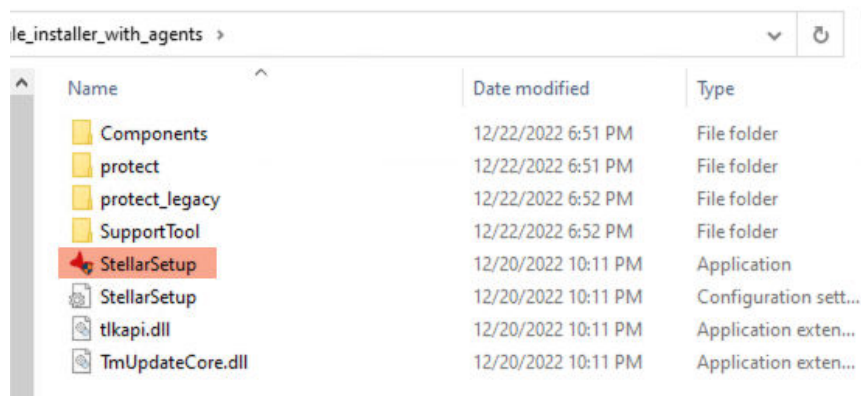 le_installer_with_agents >
Name Date modified Type
Components 12/22/2022 6:51 PM File folder
protect 12/22/2022 6:51 PM File folder
protect_legacy 12/22/2022 6:52 PM File folder
SupportTool 12/22/2022 6:52 PM File folder
StellarSetup 12/20/2022 10:11 PM Application
StellarSetup 12/20/2022 10:11 PM Configuration sett...
tlkapi.dll 12/20/2022 10:11 PM Application exten...
TmUpdateCore.dll 12/20/2022 10:11 PM Application exten...